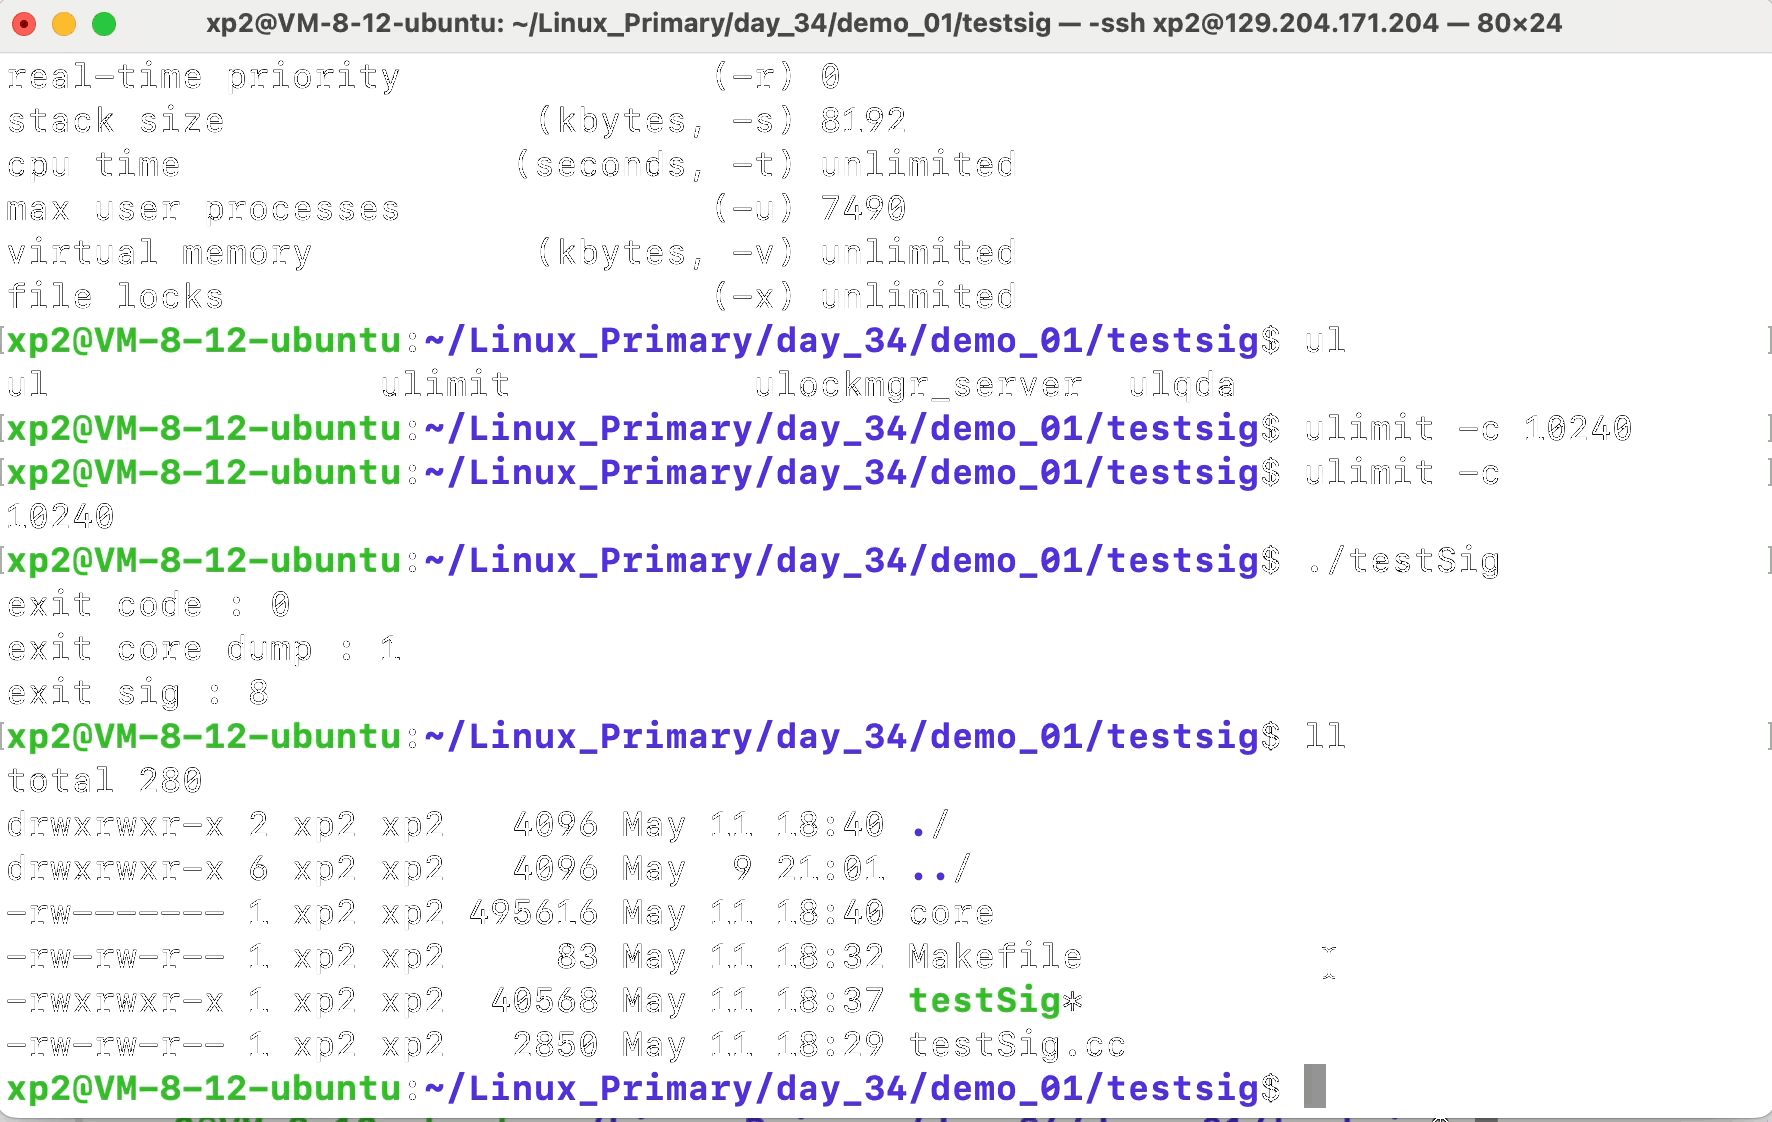 xp2@VM-8-12-ubuntu: ~/Linux_Primary/day_34/demo_01/testsig — -ssh xp2@129.204.171.204 — 80×24
real-time priority              (-r) 0
stack size              (kbytes, -s) 8192
cpu time               (seconds, -t) unlimited
max user processes              (-u) 7490
virtual memory          (kbytes, -v) unlimited
file locks                      (-x) unlimited
xp2@VM-8-12-ubuntu:~/Linux_Primary/day_34/demo_01/testsig$ ul
ul               ulimit           ulockmgr_server  ulqda
xp2@VM-8-12-ubuntu:~/Linux_Primary/day_34/demo_01/testsig$ ulimit -c 10240
xp2@VM-8-12-ubuntu:~/Linux_Primary/day_34/demo_01/testsig$ ulimit -c
10240
xp2@VM-8-12-ubuntu:~/Linux_Primary/day_34/demo_01/testsig$ ./testSig
exit code : 0
exit core dump : 1
exit sig : 8
xp2@VM-8-12-ubuntu:~/Linux_Primary/day_34/demo_01/testsig$ ll
total 280
drwxrwxr-x 2 xp2 xp2   4096 May 11 18:40 ./
drwxrwxr-x 6 xp2 xp2   4096 May  9 21:01 ../
-rw------- 1 xp2 xp2 495616 May 11 18:40 core
-rw-rw-r-- 1 xp2 xp2     83 May 11 18:32 Makefile
-rwxrwxr-x 1 xp2 xp2  40568 May 11 18:37 testSig*
-rw-rw-r-- 1 xp2 xp2   2850 May 11 18:29 testSig.cc
xp2@VM-8-12-ubuntu:~/Linux_Primary/day_34/demo_01/testsig$